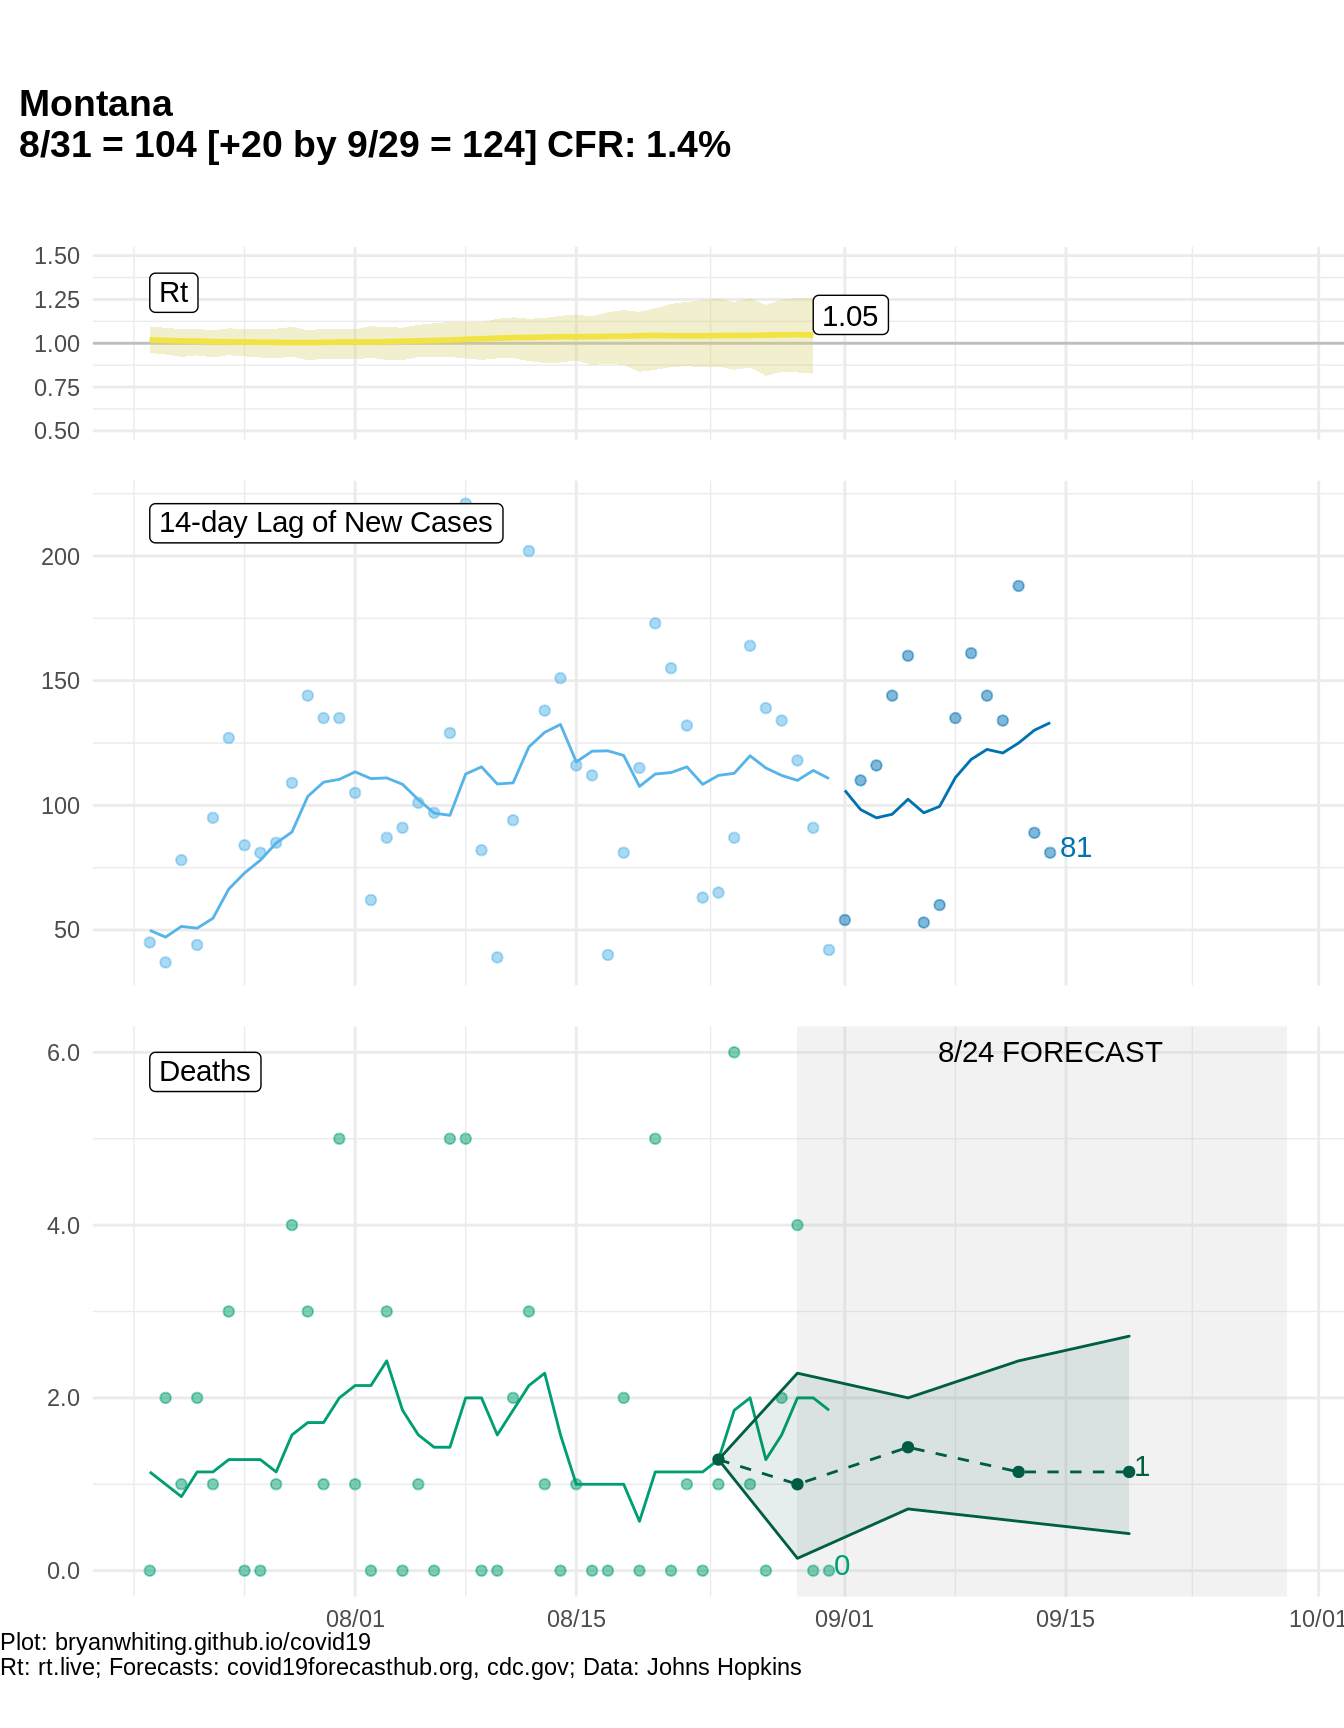 Montana
8/31 = 104 [+20 by 9/29 = 124] CFR: 1.4%
1.50
Rt
1.25
1.05
1.00
0.75
0.50
14-day Lag of New Cases
200
150
100
81
50
8/24 FORECAST
6.0
Deaths
4.0
2.0
1
0
0.0
08/01 08/15 09/01 09/15 10/01
Plot: bryanwhiting.github.io/covid19
Rt: rt.live; Forecasts: covid19forecasthub.org, cdc.gov; Data: Johns Hopkins